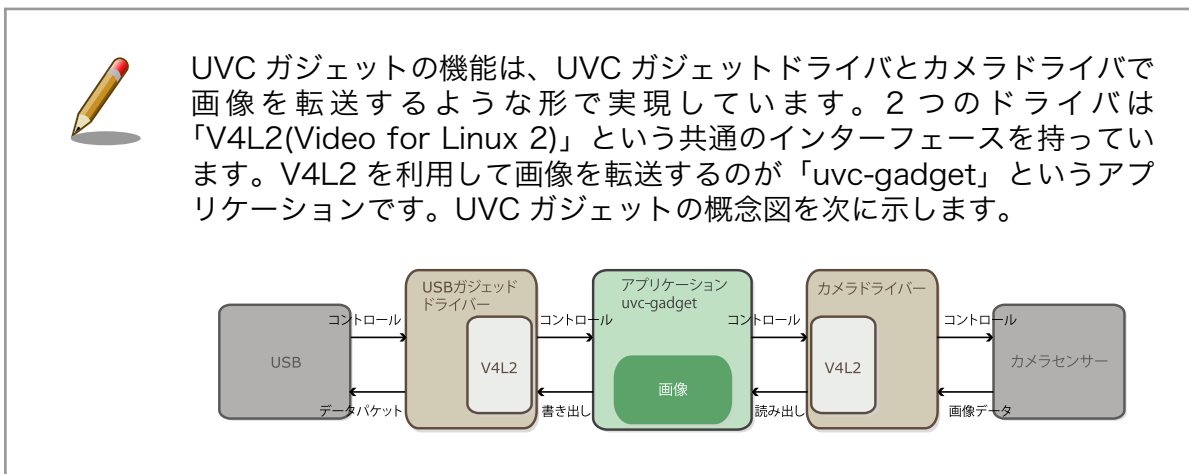 UVC ガジェットの機能は、UVC ガジェットドライバとカメラドライバで
画像を転送するような形で実現しています。2 つのドライバは
「V4L2(Video for Linux 2)」という共通のインターフェースを持ってい
ます。V4L2 を利用して画像を転送するのが「uvc-gadget」というアプ
リケーションです。UVC ガジェットの概念図を次に示します。
USB
コントロール
データパケット
USBガジェッド
ドライバー
V4L2
コントロール
書き出し
アプリケーション
uvc-gadget
画像
コントロール
読み出し
カメラドライバー
V4L2
コントロール
画像データ
カメラセンサー